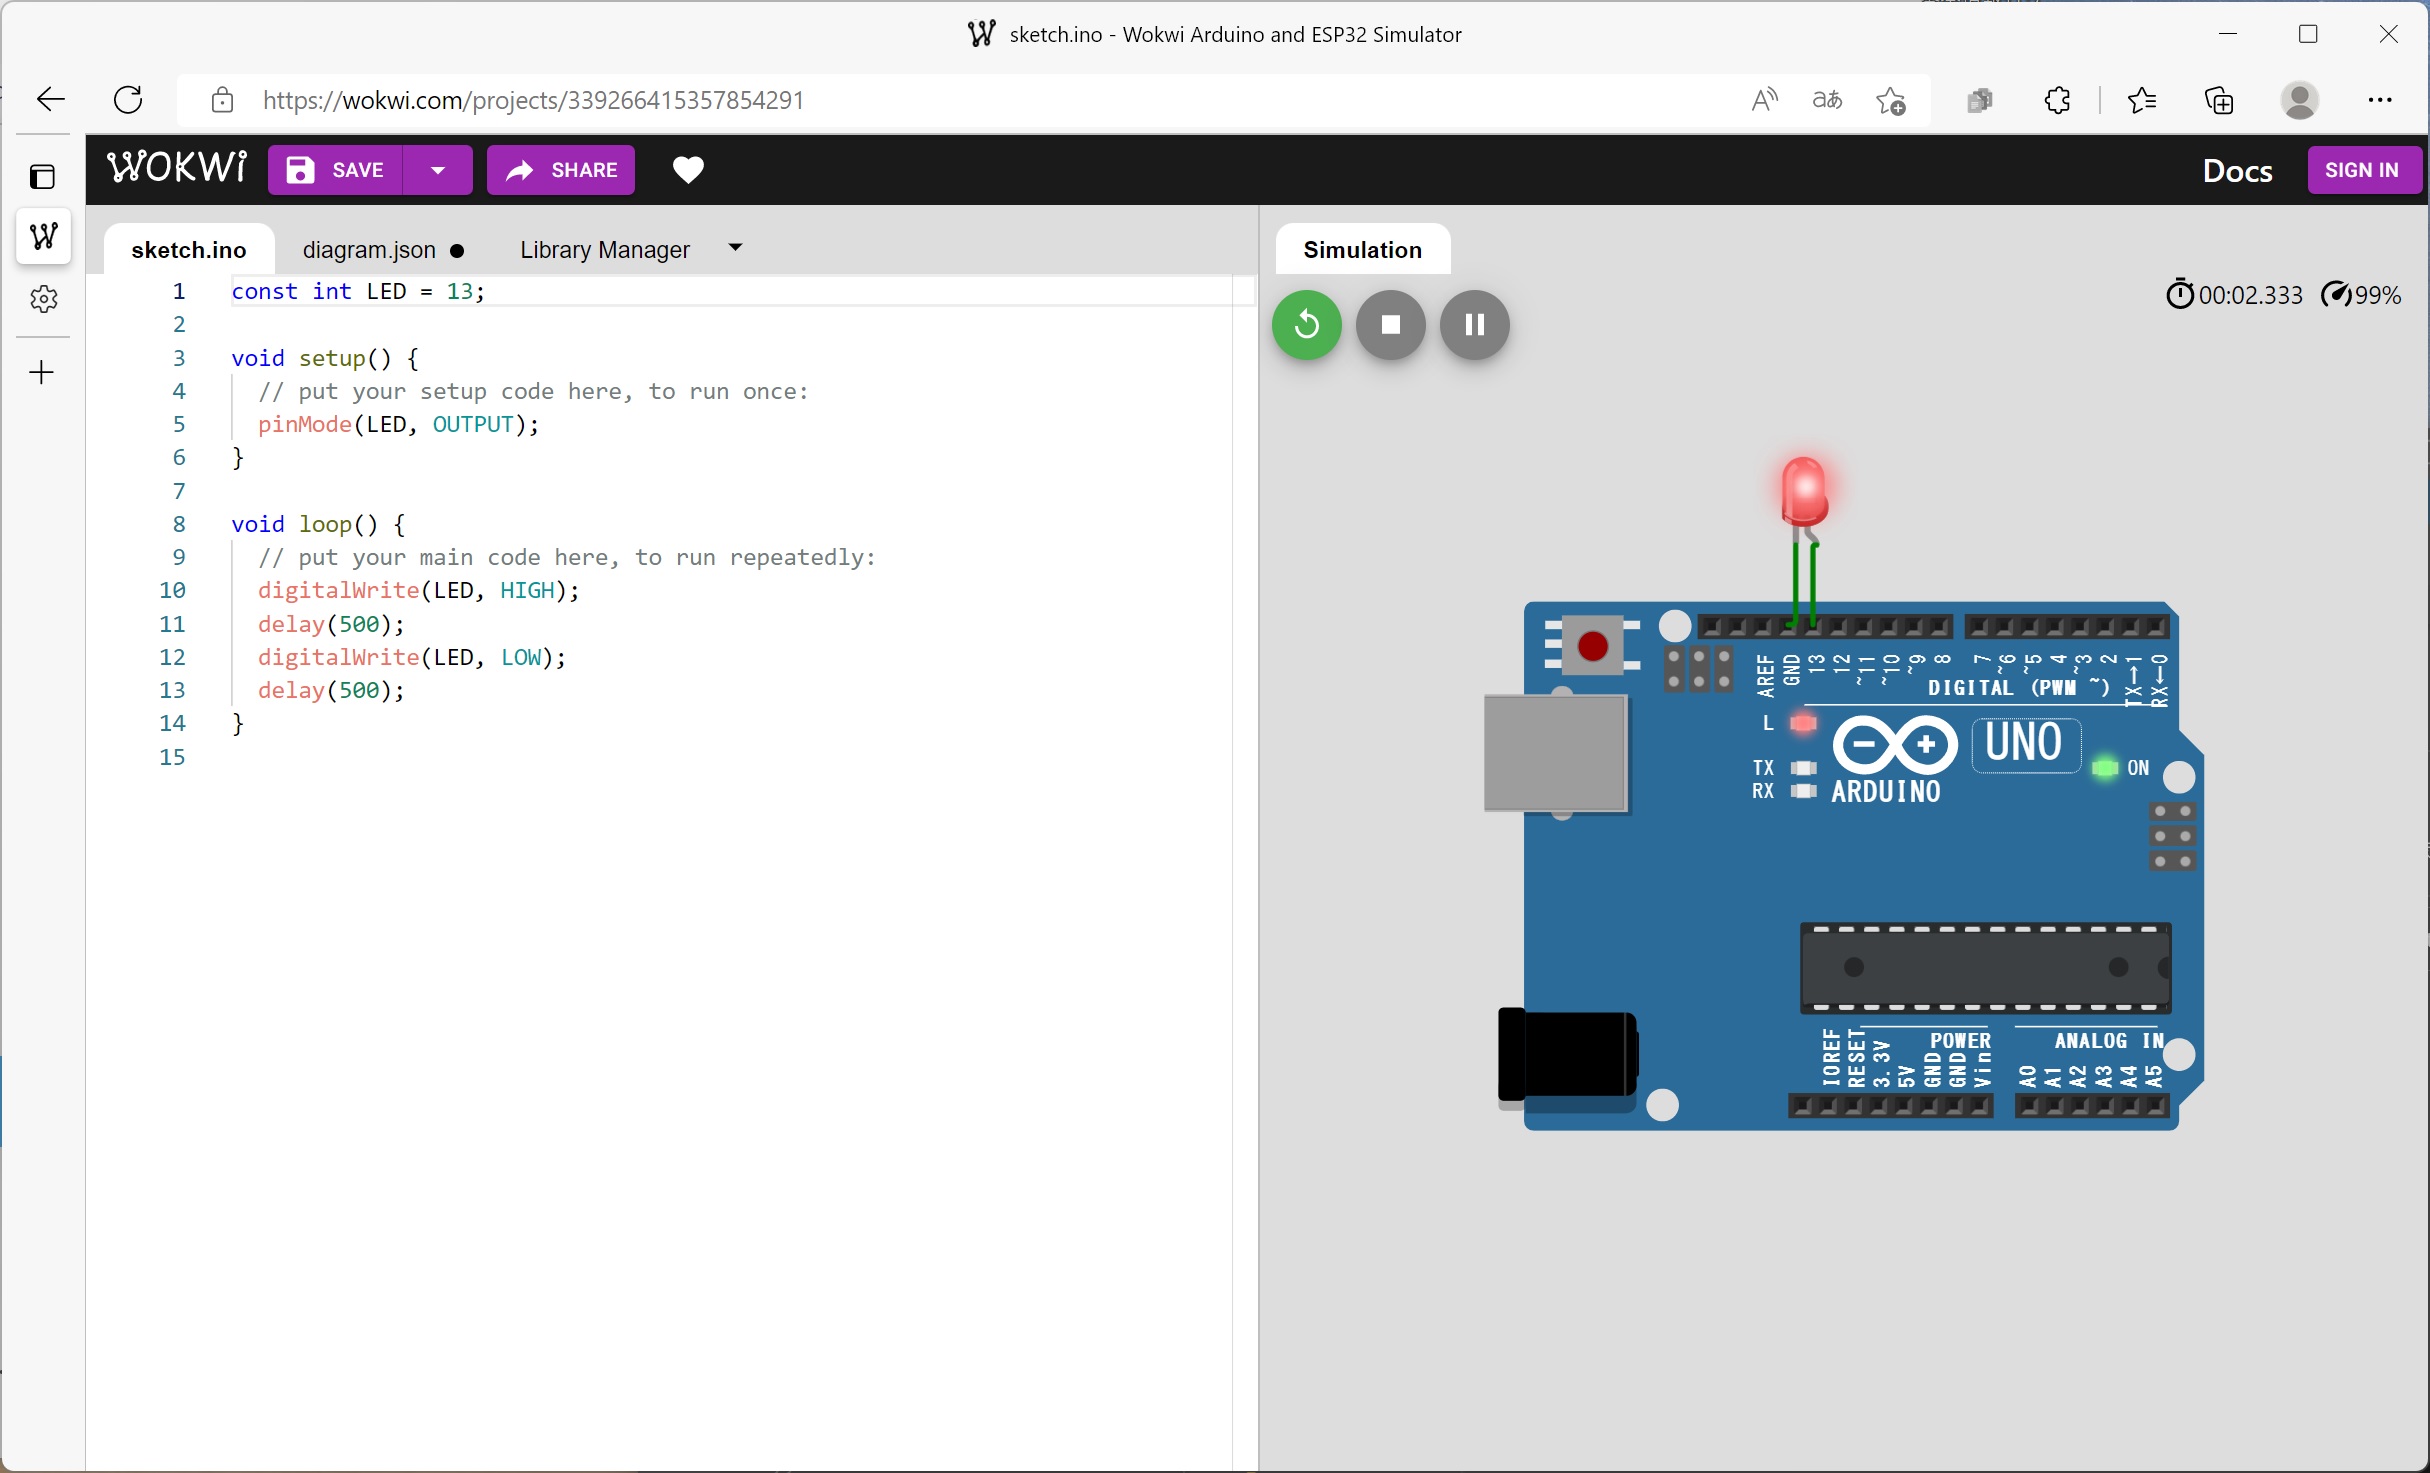 sketch.ino - Wokwi Arduino and ESP32 Simulator
https://wokwi.com/projects/339266415357854291
WOKWi SAVE SHARE Docs SIGN IN
sketch.ino diagram.json ● Library Manager
Simulation
00:02.333 99%
1 const int LED = 13;
2
3 void setup() {
4 // put your setup code here, to run once:
5 pinMode(LED, OUTPUT);
6 }
7
8 void loop() {
9 // put your main code here, to run repeatedly:
10 digitalWrite(LED, HIGH);
11 delay(500);
12 digitalWrite(LED, LOW);
13 delay(500);
14 }
15
AREF GND 13 12 ~11 ~10 ~9 8 7 ~6 ~5 4 ~3 2 TX→1 RX←0
DIGITAL (PWM ~)
L
UNO
TX
ON
RX
ARDUINO
POWER ANALOG IN
IOREF RESET 3.3V 5V GND GND Vin A0 A1 A2 A3 A4 A5